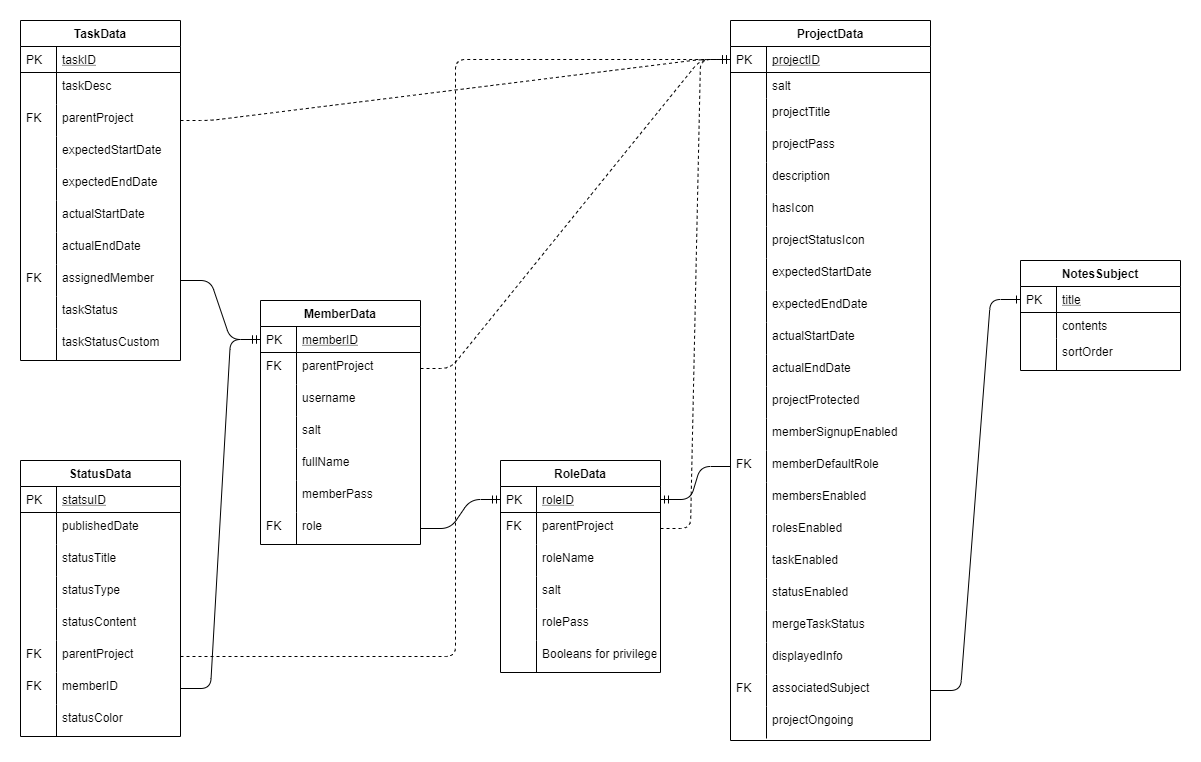 TaskData
PK taskID
taskDesc
FK parentProject
expectedStartDate
expectedEndDate
actualStartDate
actualEndDate
FK assignedMember
taskStatus
taskStatusCustom
StatusData
PK statsuID
publishedDate
statusTitle
statusType
statusContent
FK parentProject
FK memberID
statusColor
MemberData
PK memberID
FK parentProject
username
salt
fullName
memberPass
FK role
RoleData
PK roleID
FK parentProject
roleName
salt
rolePass
Booleans for privilege
ProjectData
PK projectID
salt
projectTitle
projectPass
description
hasIcon
projectStatusIcon
expectedStartDate
expectedEndDate
actualStartDate
actualEndDate
projectProtected
memberSignupEnabled
FK memberDefaultRole
membersEnabled
rolesEnabled
taskEnabled
statusEnabled
mergeTaskStatus
displayedInfo
FK associatedSubject
projectOngoing
NotesSubject
PK title
contents
sortOrder